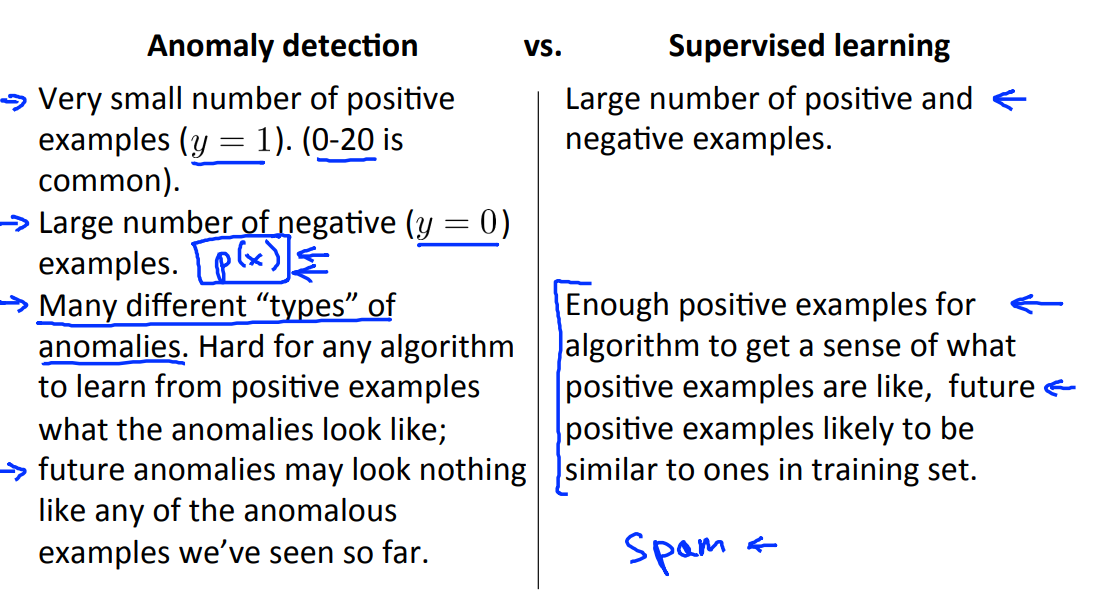 Anomaly detection vs. Supervised learning
Very small number of positive
examples (y = 1). (0-20 is
common).
Large number of negative (y = 0)
examples. p(x)
Many different “types” of
anomalies. Hard for any algorithm
to learn from positive examples
what the anomalies look like;
future anomalies may look nothing
like any of the anomalous
examples we’ve seen so far.
Large number of positive and
negative examples.
Enough positive examples for
algorithm to get a sense of what
positive examples are like, future
positive examples likely to be
similar to ones in training set.
Spam